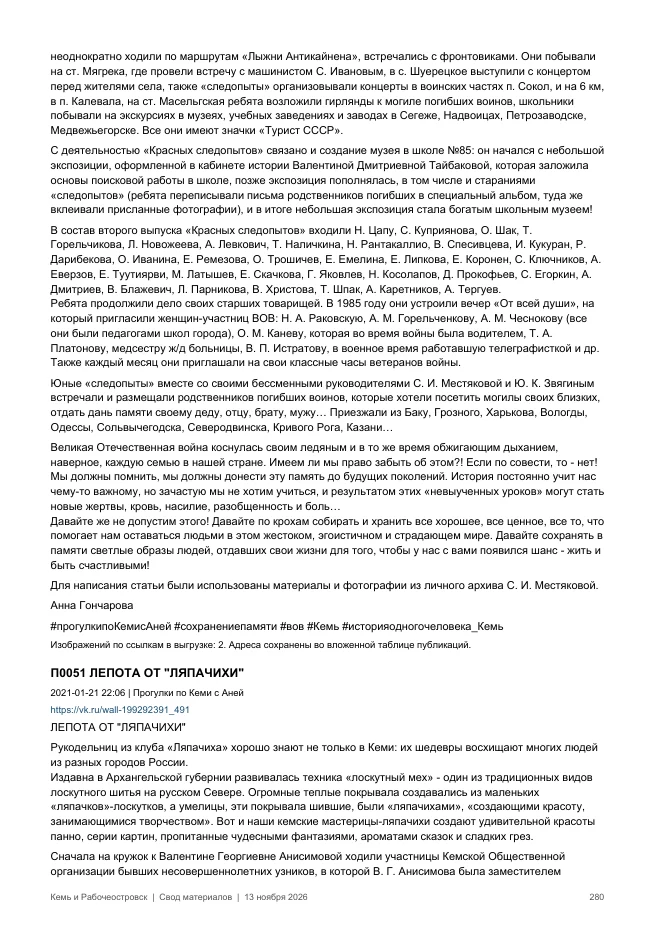 неоднократно ходили по маршрутам «Лыжни Антикайнена», встречались с фронтовиками. Они побывали
на ст. Мягрека, где провели встречу с машинистом С. Ивановым, в с. Шуерецкое выступили с концертом
перед жителями села, также «следопыты» организовывали концерты в воинских частях п. Сокол, и на 6 км,
в п. Калевала, на ст. Масельгская ребята возложили гирлянды к могиле погибших воинов, школьники
побывали на экскурсиях в музеях, учебных заведениях и заводах в Сегеже, Надвоицах, Петрозаводске,
Медвежьегорске. Все они имеют значки «Турист СССР».
С деятельностью «Красных следопытов» связано и создание музея в школе №85: он начался с небольшой
экспозиции, оформленной в кабинете истории Валентиной Дмитриевной Тайбаковой, которая заложила
основы поисковой работы в школе, позже экспозиция пополнялась, в том числе и стараниями
«следопытов» (ребята переписывали письма родственников погибших в специальный альбом, туда же
вклеивали присланные фотографии), и в итоге небольшая экспозиция стала богатым школьным музеем!
В состав второго выпуска «Красных следопытов» входили Н. Цапу, С. Куприянова, О. Шак, Т.
Горельчикова, Л. Новожеева, А. Левкович, Т. Наличкина, Н. Рантакаллио, В. Спесивцева, И. Кукуран, Р.
Дарибекова, О. Иванина, Е. Ремезова, О. Трошичев, Е. Емелина, Е. Липкова, Е. Коронен, С. Ключников, А.
Еверзов, Е. Туутиярви, М. Латышев, Е. Скачкова, Г. Яковлев, Н. Косолапов, Д. Прокофьев, С. Егоркин, А.
Дмитриев, В. Блажевич, Л. Парникова, В. Христова, Т. Шпак, А. Каретников, А. Тергуев.
Ребята продолжили дело своих старших товарищей. В 1985 году они устроили вечер «От всей души», на
который пригласили женщин-участниц ВОВ: Н. А. Раковскую, А. М. Горельченкову, А. М. Чеснокову (все
они были педагогами школ города), О. М. Каневу, которая во время войны была водителем, Т. А.
Платонову, медсестру ж/д больницы, В. П. Истратову, в военное время работавшую телеграфисткой и др.
Также каждый месяц они приглашали на свои классные часы ветеранов войны.
Юные «следопыты» вместе со своими бессменными руководителями С. И. Местяковой и Ю. К. Звягиным
встречали и размещали родственников погибших воинов, которые хотели посетить могилы своих близких,
отдать дань памяти своему деду, отцу, брату, мужу… Приезжали из Баку, Грозного, Харькова, Вологды,
Одессы, Сольвычегодска, Северодвинска, Кривого Рога, Казани…
Великая Отечественная война коснулась своим ледяным и в то же время обжигающим дыханием,
наверное, каждую семью в нашей стране. Имеем ли мы право забыть об этом?! Если по совести, то - нет!
Мы должны помнить, мы должны донести эту память до будущих поколений. История постоянно учит нас
чему-то важному, но зачастую мы не хотим учиться, и результатом этих «невыученных уроков» могут стать
новые жертвы, кровь, насилие, разобщенность и боль…
Давайте же не допустим этого! Давайте по крохам собирать и хранить все хорошее, все ценное, все то, что
помогает нам оставаться людьми в этом жестоком, эгоистичном и страдающем мире. Давайте сохранять в
памяти светлые образы людей, отдавших свои жизни для того, чтобы у нас с вами появился шанс - жить и
быть счастливыми!
Для написания статьи были использованы материалы и фотографии из личного архива С. И. Местяковой.
Анна Гончарова
#прогулкипоКемисАней #сохранениепамяти #вов #Кемь #историяодногочеловека_Кемь
Изображений по ссылкам в выгрузке: 2. Адреса сохранены во вложенной таблице публикаций.
П0051 ЛЕПОТА ОТ "ЛЯПАЧИХИ"
2021-01-21 22:06 | Прогулки по Кеми с Аней
https://vk.ru/wall-199292391_491
ЛЕПОТА ОТ "ЛЯПАЧИХИ"
Рукодельниц из клуба «Ляпачиха» хорошо знают не только в Кеми: их шедевры восхищают многих людей
из разных городов России.
Издавна в Архангельской губернии развивалась техника «лоскутный мех» - один из традиционных видов
лоскутного шитья на русском Севере. Огромные теплые покрывала создавались из маленьких
«ляпачков»-лоскутков, а умелицы, эти покрывала шившие, были «ляпачихами», «создающими красоту,
занимающимися творчеством». Вот и наши кемские мастерицы-ляпачихи создают удивительной красоты
панно, серии картин, пропитанные чудесными фантазиями, ароматами сказок и сладких грез.
Сначала на кружок к Валентине Георгиевне Анисимовой ходили участницы Кемской Общественной
организации бывших несовершеннолетних узников, в которой В. Г. Анисимова была заместителем
Кемь и Рабочеостровск | Свод материалов | 13 ноября 2026
280